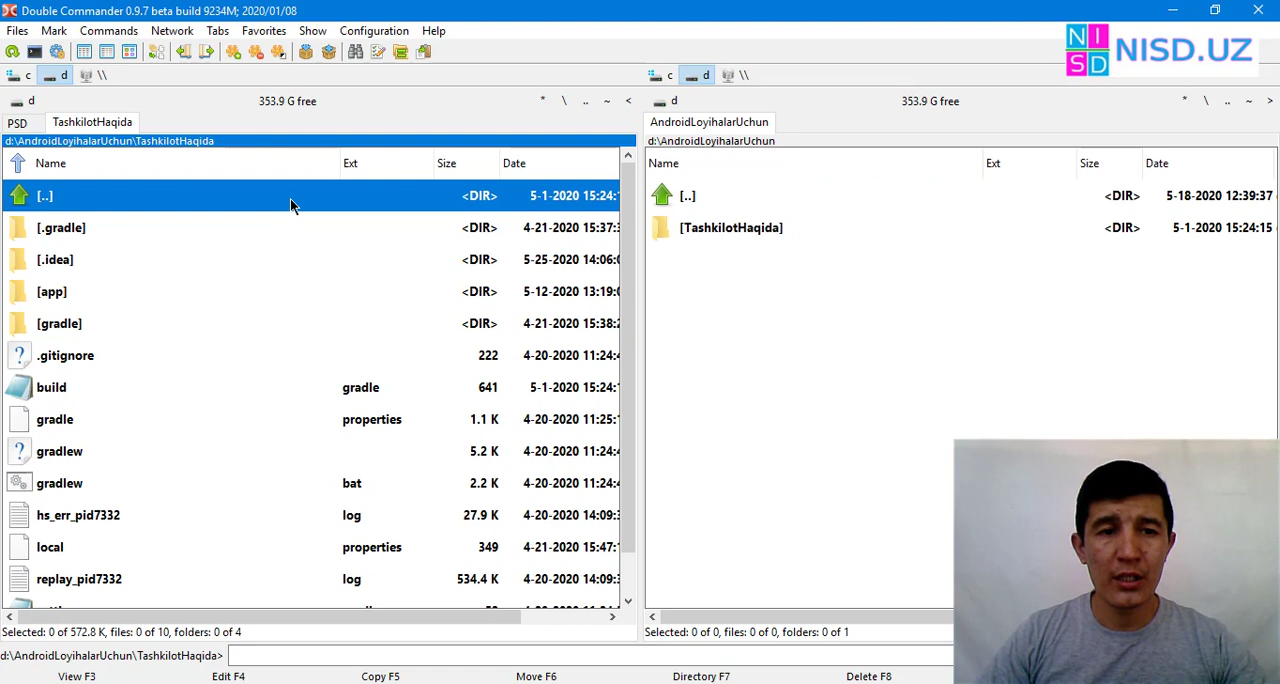 Double Commander 0.9.7 beta build 9234M; 2020/01/08
Files Mark Commands Network Tabs Favorites Show Configuration Help
NISD NISD.UZ
c d \\ c d \\
d 353.9 G free * \ .. ~ < d 353.9 G free * \ .. ~ >
PSD TashkilotHaqida AndroidLoyihalarUchun
d:\AndroidLoyihalarUchun\TashkilotHaqida d:\AndroidLoyihalarUchun
Name Ext Size Date Name Ext Size Date
[..] <DIR> 5-1-2020 15:24: [..] <DIR> 5-18-2020 12:39:37
[.gradle] <DIR> 4-21-2020 15:37: [TashkilotHaqida] <DIR> 5-1-2020 15:24:15
[.idea] <DIR> 5-25-2020 14:06:
[app] <DIR> 5-12-2020 13:19:
[gradle] <DIR> 4-21-2020 15:38:
.gitignore 222 4-20-2020 11:24:
build gradle 641 5-1-2020 15:24:
gradle properties 1.1 K 4-20-2020 11:25:
gradlew 5.2 K 4-20-2020 11:24:
gradlew bat 2.2 K 4-20-2020 11:24:
hs_err_pid7332 log 27.9 K 4-20-2020 14:09:
local properties 349 4-21-2020 15:47:
replay_pid7332 log 534.4 K 4-20-2020 14:09:
Selected: 0 of 572.8 K, files: 0 of 10, folders: 0 of 4 Selected: 0 of 0, files: 0 of 0, folders: 0 of 1
d:\AndroidLoyihalarUchun\TashkilotHaqida>
View F3 Edit F4 Copy F5 Move F6 Directory F7 Delete F8